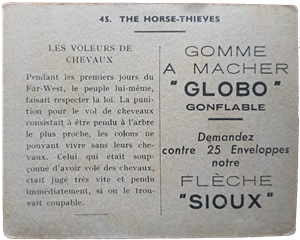 45. THE HORSE-THIEVES
LES VOLEURS DE
CHEVAUX
Pendant les premiers jours du
Far-West, le peuple lui-même,
faisait respecter la loi. La puni-
tion pour le vol de chevaux
consistait à être pendu à l'arbre
le plus proche, les colons ne
pouvant vivre sans leurs che-
vaux. Celui qui était soup-
çonné d'avoir volé des chevaux,
était jugé très vite et pendu
immédiatement, si on le trou-
vait coupable.
GOMME
A MACHER
"GLOBO"
GONFLABLE
Demandez
contre 25 Enveloppes
notre
FLÈCHE
"SIOUX"